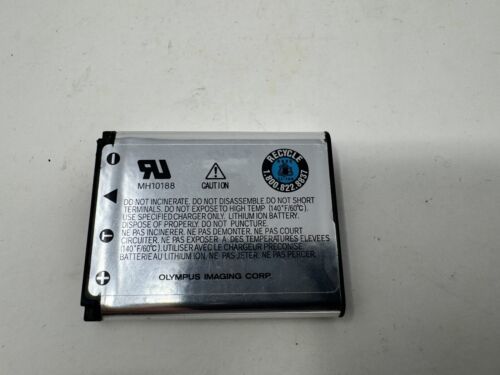 RECYCLE
1.800.822.8837
MH10188
CAUTION
DO NOT INCINERATE. DO NOT DISASSEMBLE.DO NOT SHORT
TERMINALS. DO NOT EXPOSE TO HIGH TEMP (140°F/60°C).
USE SPECIFIED CHARGER ONLY. LITHIUM ION BATTERY.
DISPOSE OF PROPERLY. DO NOT PUNCTURE.
NE PAS INCINERER. NE PAS DEMONTER. NE PAS COURT
CIRCUITER. NE PAS EXPOSER A DES TEMPERATURES ELEVEES
(140°F/60°C).UTILISER AVEC LE CHARGEUR PRECONISE.
BATTERIE AU LITHIUM ION. NE PAS JETER. NE PAS PERCER.
OLYMPUS IMAGING CORP.